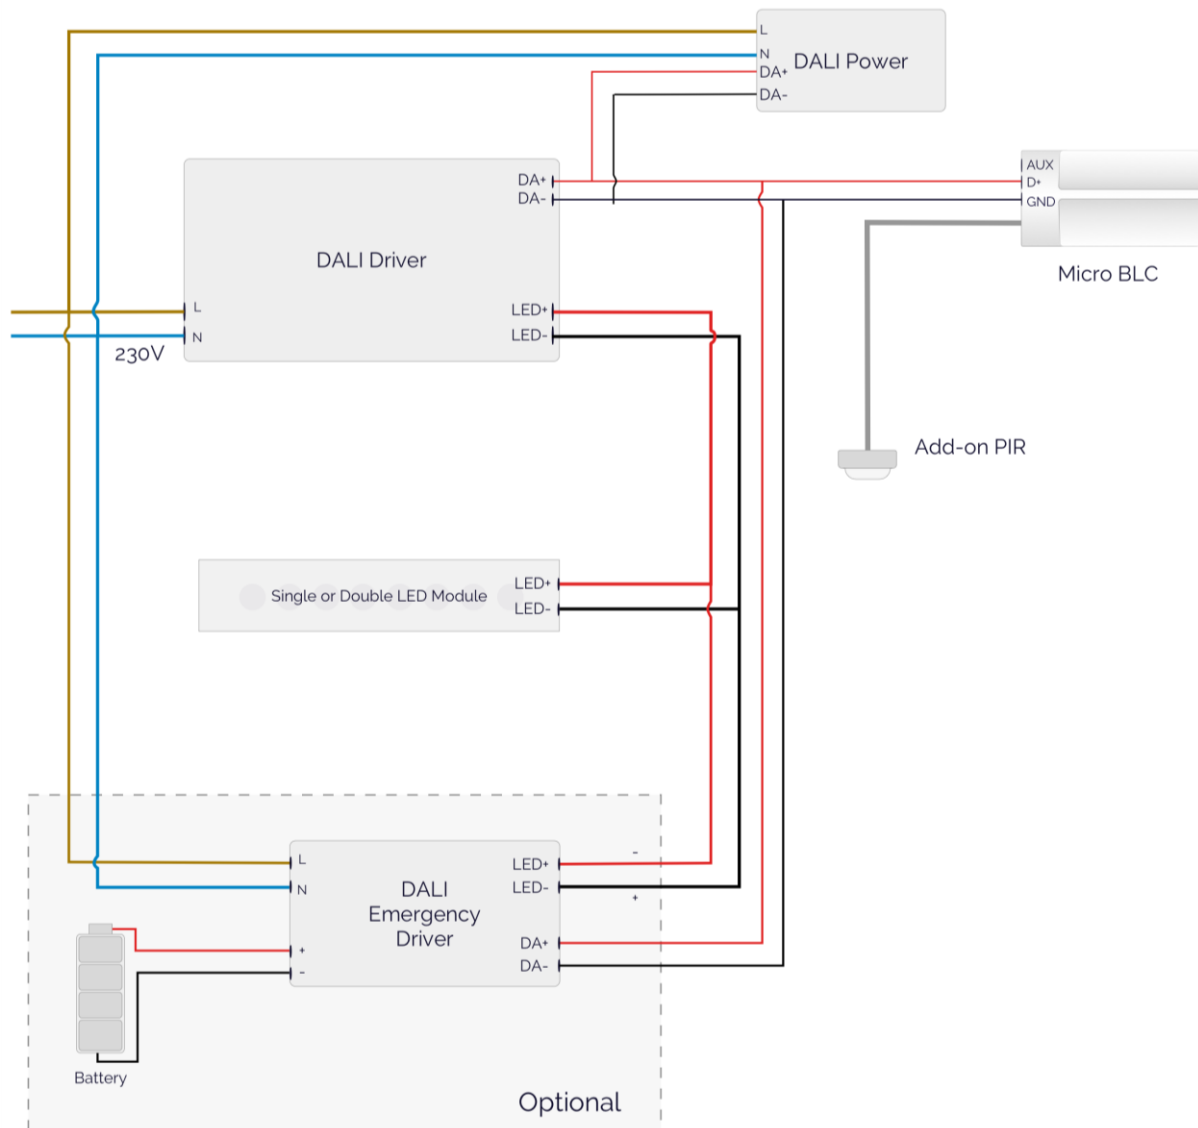 L
N
DALI Power
DA+
DA-
AUX
D+
GND
Micro BLC
DA+
DA-
DALI Driver
L
N
230V
LED+
LED-
Add-on PIR
Single or Double LED Module
LED+
LED-
L
N
DALI
Emergency
Driver
LED+
LED-
-
+
DA+
DA-
+
-
Battery
Optional